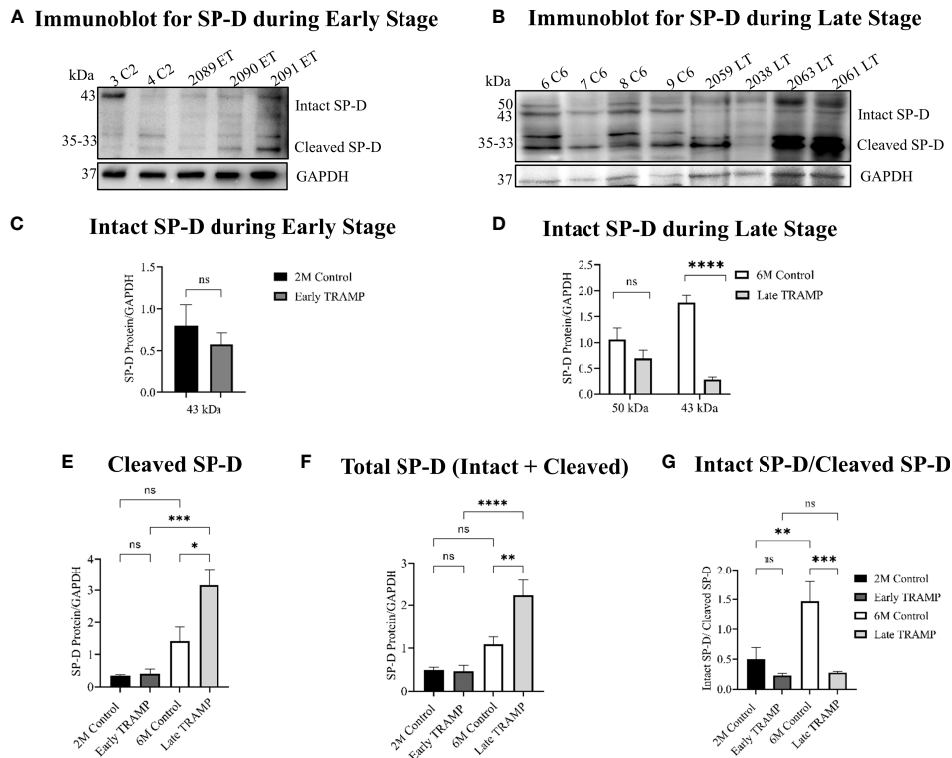 A Immunoblot for SP-D during Early Stage
kDa 3 C2 4 C2 2089 ET 2090 ET 2091 ET
43 Intact SP-D
35-33 Cleaved SP-D
37 GAPDH
B Immunoblot for SP-D during Late Stage
kDa 6 C6 7 C6 8 C6 9 C6 2059 LT 2038 LT 2063 LT 2061 LT
50 Intact SP-D
43
35-33 Cleaved SP-D
37 GAPDH
C Intact SP-D during Early Stage
SP-D Protein/GAPDH
1.5
1.0
0.5
0.0
ns
43 kDa
2M Control
Early TRAMP
D Intact SP-D during Late Stage
SP-D Protein/GAPDH
2.5
2.0
1.5
1.0
0.5
0.0
ns ****
50 kDa 43 kDa
6M Control
Late TRAMP
E Cleaved SP-D
SP-D Protein/GAPDH
4
3
2
1
0
ns
***
ns *
2M Control Early TRAMP 6M Control Late TRAMP
F Total SP-D (Intact + Cleaved)
SP-D Protein/GAPDH
3
2
1
0
****
ns
ns **
2M Control Early TRAMP 6M Control Late TRAMP
G Intact SP-D/Cleaved SP-D
Intact SP-D/ Cleaved SP-D
2.0
1.5
1.0
0.5
0.0
ns
**
ns ***
2M Control Early TRAMP 6M Control Late TRAMP
2M Control
Early TRAMP
6M Control
Late TRAMP